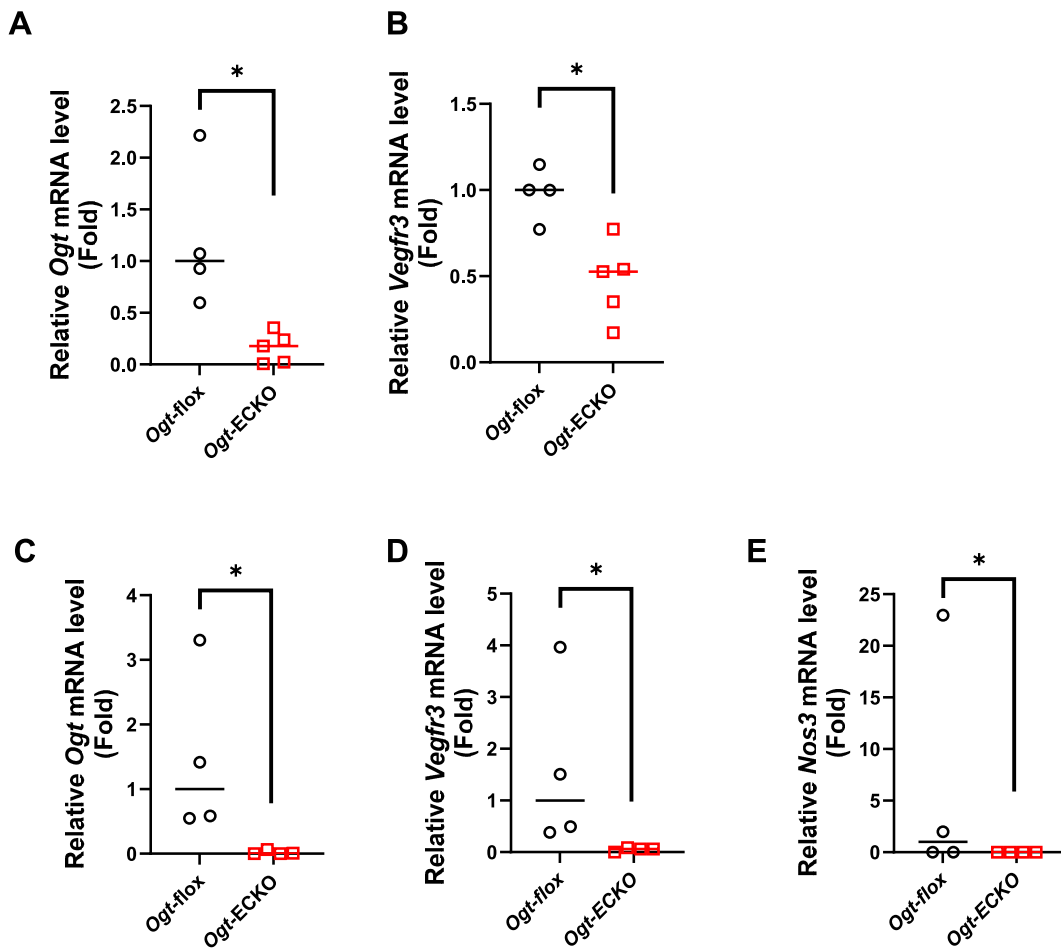 A
*
Relative Ogt mRNA level
(Fold)
2.5
2.0
1.5
1.0
0.5
0.0
Ogt-flox
Ogt-ECKO
B
*
Relative Vegfr3 mRNA level
(Fold)
1.5
1.0
0.5
0.0
Ogt-flox
Ogt-ECKO
C
*
Relative Ogt mRNA level
(Fold)
4
3
2
1
0
Ogt-flox
Ogt-ECKO
D
*
Relative Vegfr3 mRNA level
(Fold)
5
4
3
2
1
0
Ogt-flox
Ogt-ECKO
E
*
Relative Nos3 mRNA level
(Fold)
25
20
15
10
5
0
Ogt-flox
Ogt-ECKO